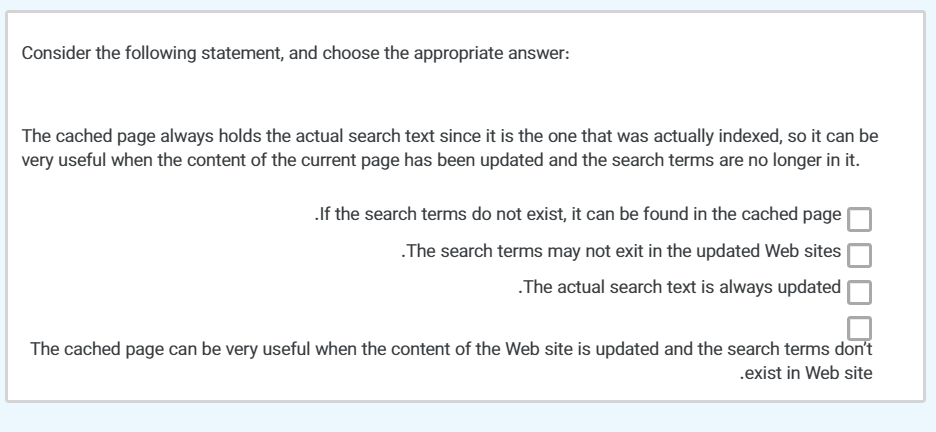 Consider the following statement, and choose the appropriate answer:
The cached page always holds the actual search text since it is the one that was actually indexed, so it can be
very useful when the content of the current page has been updated and the search terms are no longer in it.
.If the search terms do not exist, it can be found in the cached page
.The search terms may not exit in the updated Web sites
.The actual search text is always updated
The cached page can be very useful when the content of the Web site is updated and the search terms don't
.exist in Web site